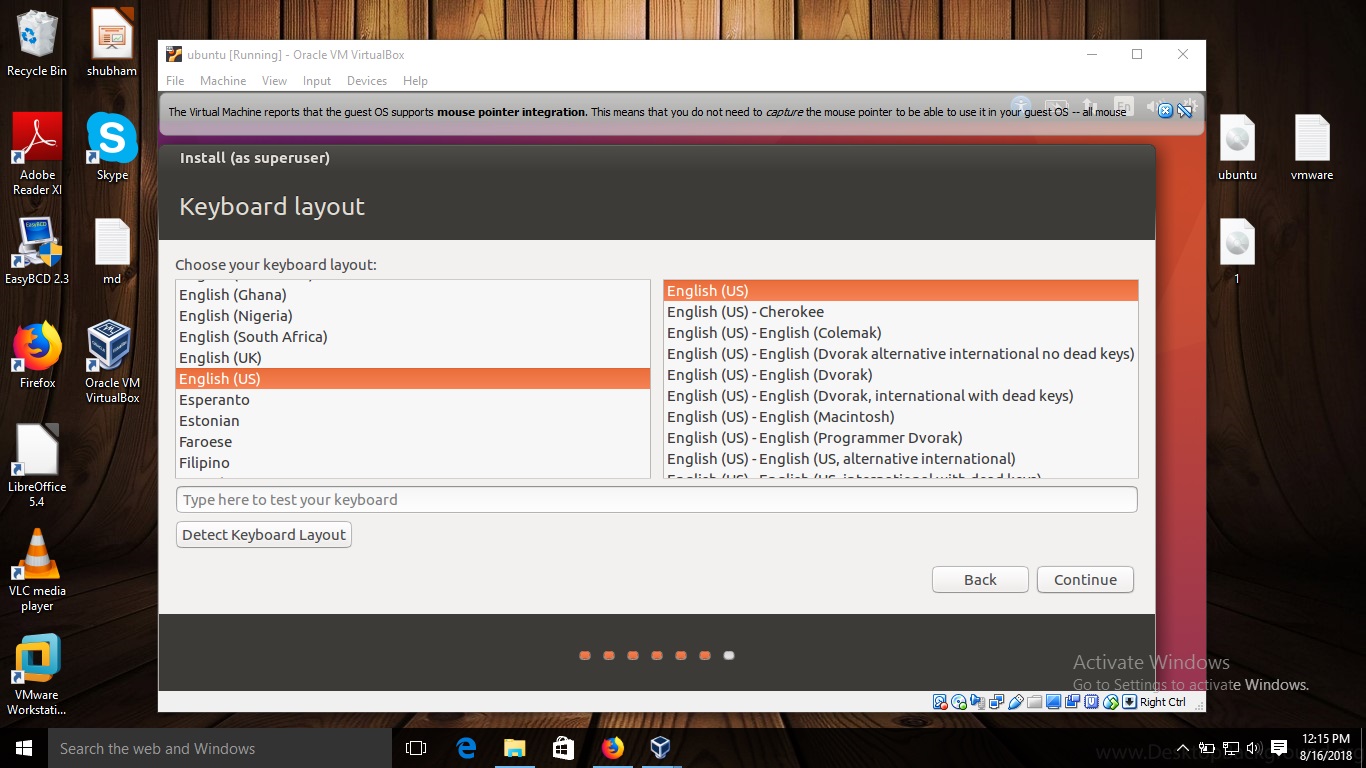 Recycle Bin
shubham
Adobe
Reader XI
Skype
EasyBCD 2.3
md
Firefox
Oracle VM
VirtualBox
LibreOffice
5.4
VLC media
player
VMware
Workstati...
ubuntu [Running] - Oracle VM VirtualBox
File Machine View Input Devices Help
The Virtual Machine reports that the guest OS supports mouse pointer integration. This means that you do not need to capture the mouse pointer to be able to use it in your guest OS -- all mouse
En
Install (as superuser)
Keyboard layout
Choose your keyboard layout:
English (Ghana)
English (Nigeria)
English (South Africa)
English (UK)
English (US)
Esperanto
Estonian
Faroese
Filipino
English (US)
English (US) - Cherokee
English (US) - English (Colemak)
English (US) - English (Dvorak alternative international no dead keys)
English (US) - English (Dvorak)
English (US) - English (Dvorak, international with dead keys)
English (US) - English (Macintosh)
English (US) - English (Programmer Dvorak)
English (US) - English (US, alternative international)
English (US) - English (US, international with dead keys)
Type here to test your keyboard
Detect Keyboard Layout
Back
Continue
Right Ctrl
ubuntu
vmware
1
Activate Windows
Go to Settings to activate Windows.
Search the web and Windows
12:15 PM
8/16/2018